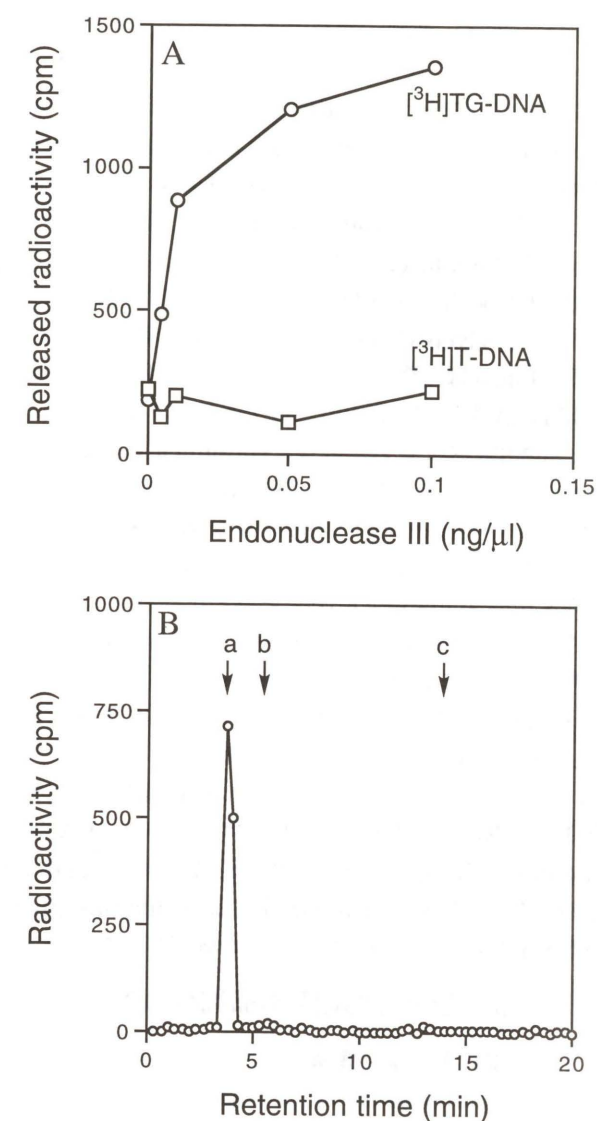 A
Released radioactivity (cpm)
1500
1000
500
0
[³H]TG-DNA
[³H]T-DNA
0 0.05 0.1 0.15
Endonuclease III (ng/μl)
B
Radioactivity (cpm)
1000
750
500
250
0
a b c
0 5 10 15 20
Retention time (min)